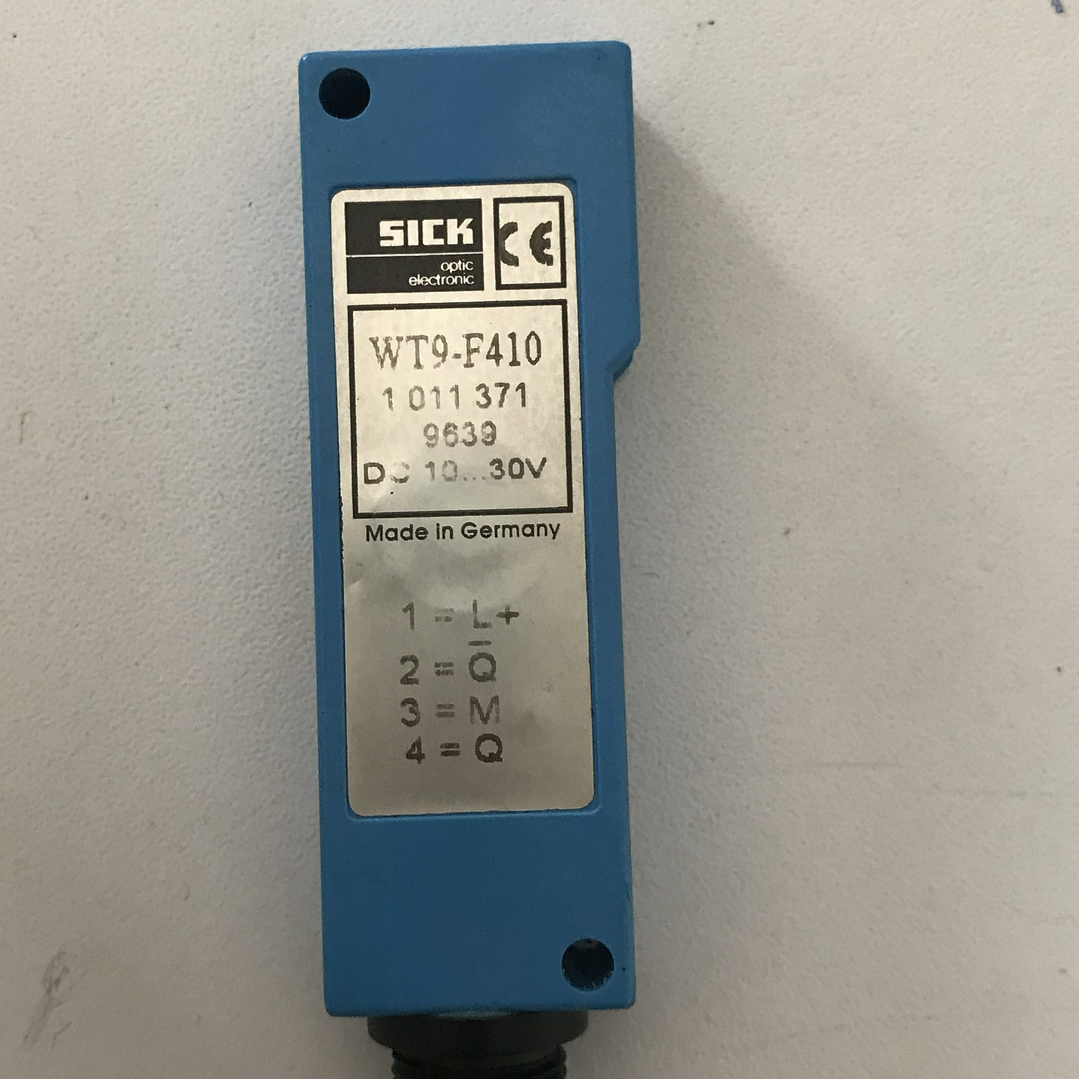 SICK
optic
electronic
CE
WT9-F410
1 011 371
9639
DC 10...30V
Made in Germany
1 = L+
2 = Q̅
3 = M
4 = Q